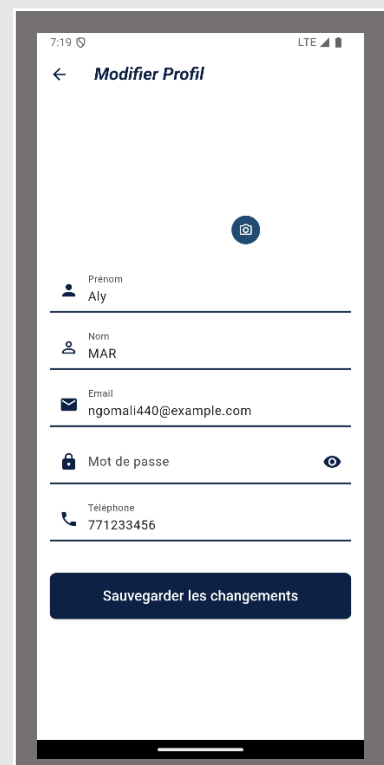 7:19 LTE
Modifier Profil
Prénom
Aly
Nom
MAR
Email
ngomali440@example.com
Mot de passe
Téléphone
771233456
Sauvegarder les changements